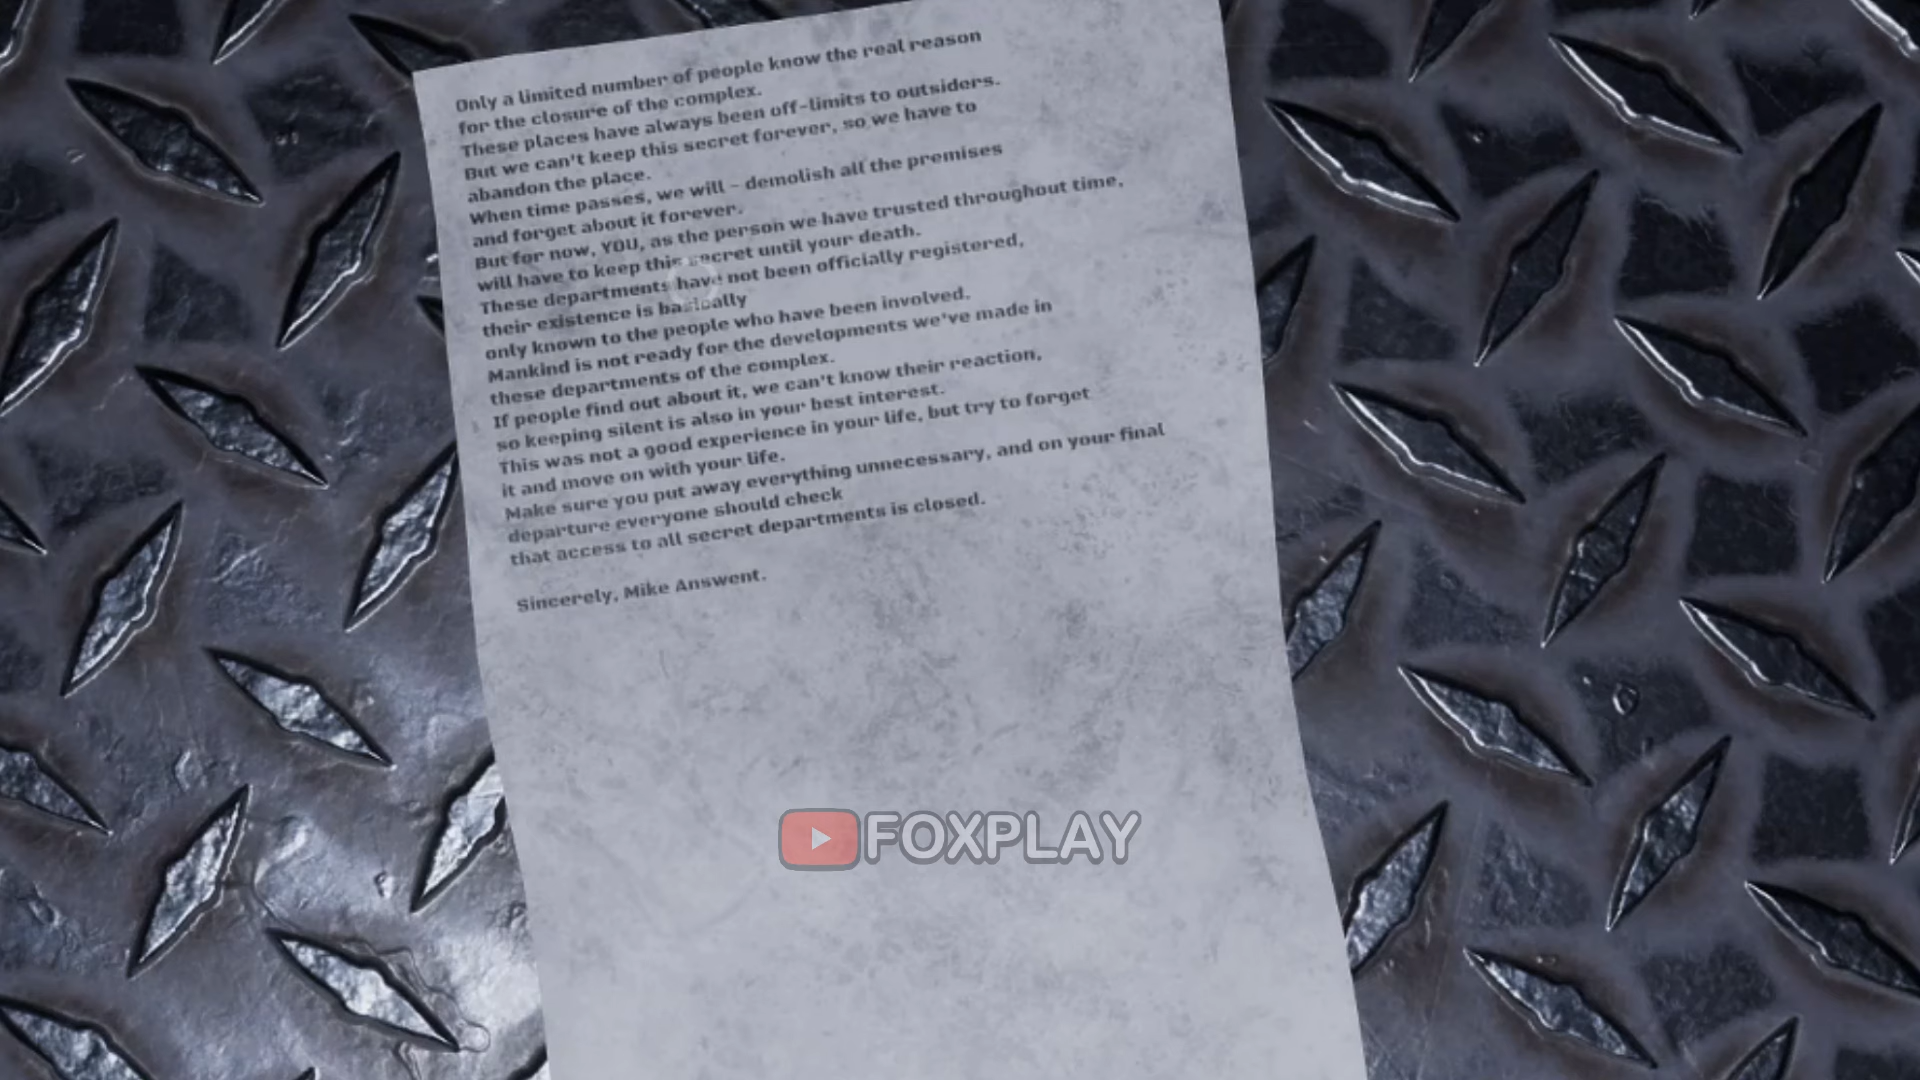 Only a limited number of people know the real reason
for the closure of the complex.
These places have always been off-limits to outsiders.
But we can't keep this secret forever, so we have to
abandon the place.
When time passes, we will - demolish all the premises
and forget about it forever.
But for now, YOU, as the person we have trusted throughout time,
will have to keep this secret until your death.
These departments have not been officially registered,
their existence is basically
only known to the people who have been involved.
Mankind is not ready for the developments we've made in
these departments of the complex.
If people find out about it, we can't know their reaction,
so keeping silent is also in your best interest.
This was not a good experience in your life, but try to forget
it and move on with your life.
Make sure you put away everything unnecessary, and on your final
departure everyone should check
that access to all secret departments is closed.
Sincerely, Mike Answent.
FOXPLAY